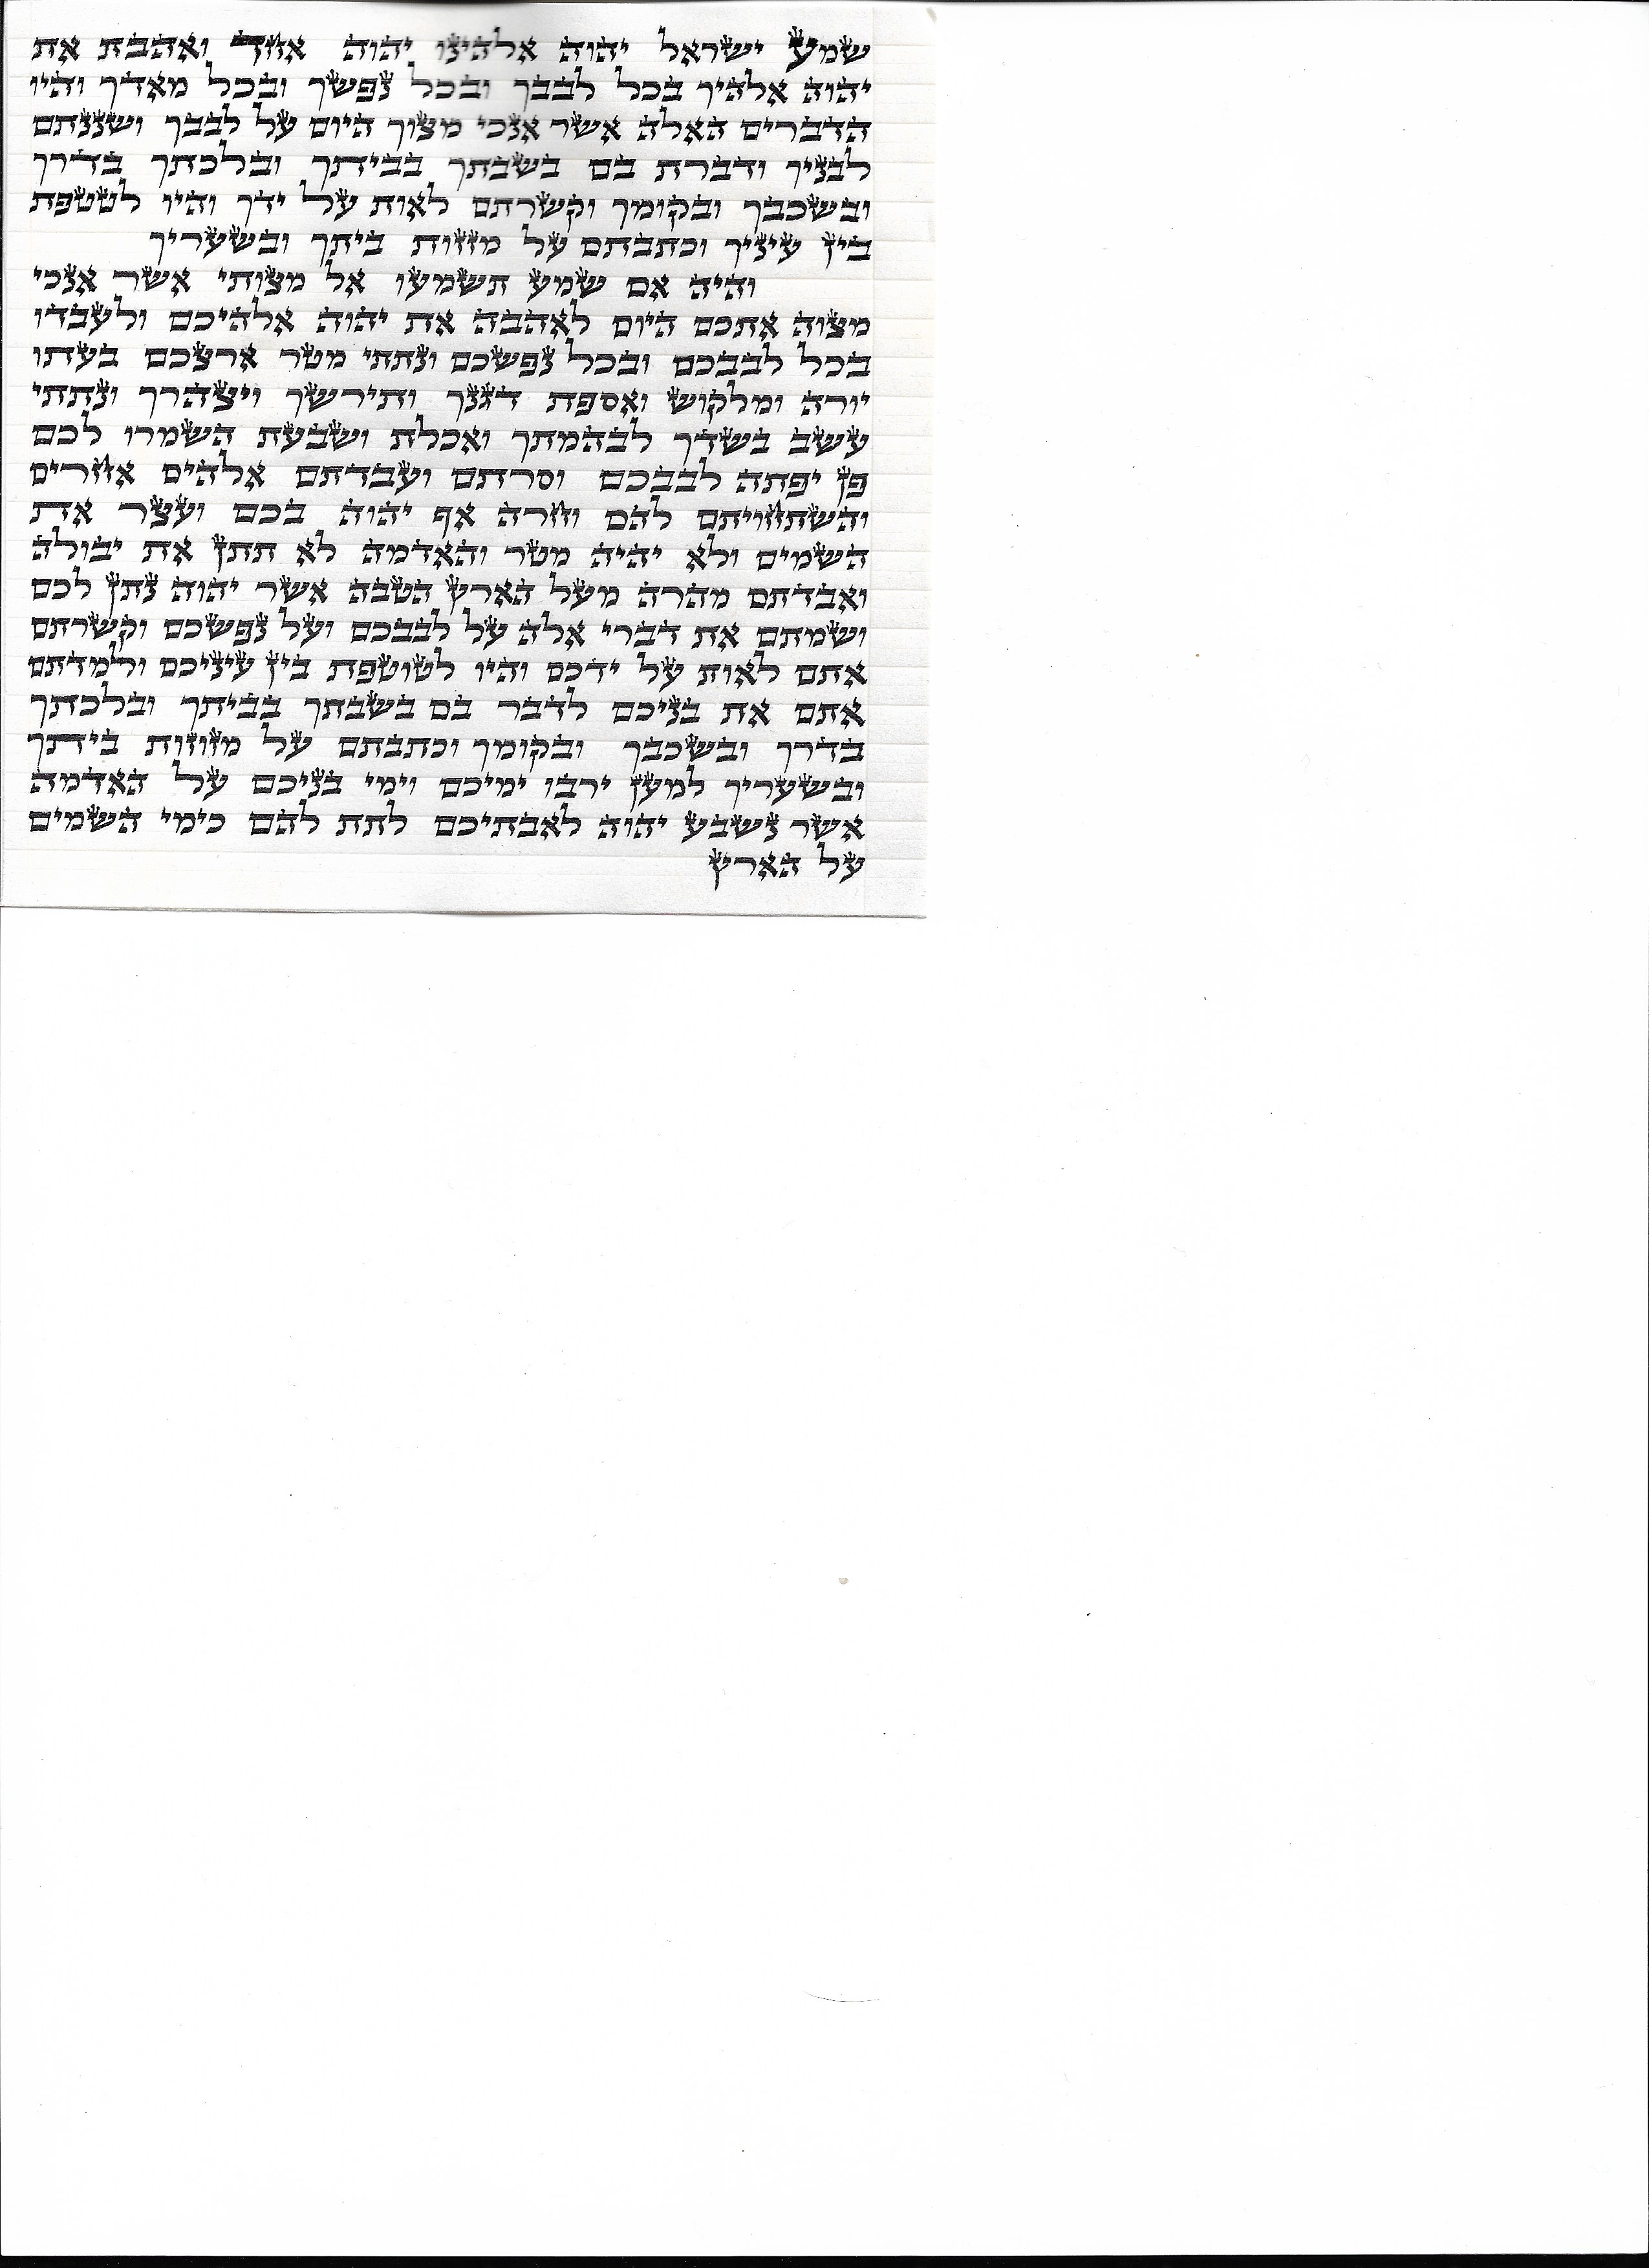 שמע ישראל יהוה אלהינו יהוה אחד ואהבת את
יהוה אלהיך בכל לבבך ובכל נפשך ובכל מאדך והיו
הדברים האלה אשר אנכי מצוך היום על לבבך ושננתם
לבניך ודברת בם בשבתך בביתך ובלכתך בדרך
ובשכבך ובקומך וקשרתם לאות על ידך והיו לטטפת
בין עיניך וכתבתם על מזזות ביתך ובשעריך
והיה אם שמע תשמעו אל מצותי אשר אנכי
מצוה אתכם היום לאהבה את יהוה אלהיכם ולעבדו
בכל לבבכם ובכל נפשכם ונתתי מטר ארצכם בעתו
יורה ומלקוש ואספת דגנך ותירשך ויצהרך ונתתי
עשב בשדך לבהמתך ואכלת ושבעת השמרו לכם
פן יפתה לבבכם וסרתם ועבדתם אלהים אחרים
והשתחויתם להם וחרה אף יהוה בכם ועצר את
השמים ולא יהיה מטר והאדמה לא תתן את יבולה
ואבדתם מהרה מעל הארץ הטבה אשר יהוה נתן לכם
ושמתם את דברי אלה על לבבכם ועל נפשכם וקשרתם
אתם לאות על ידכם והיו לטוטפת בין עיניכם ולמדתם
אתם את בניכם לדבר בם בשבתך בביתך ובלכתך
בדרך ובשכבך ובקומך וכתבתם על מזוזות ביתך
ובשעריך למען ירבו ימיכם וימי בניכם על האדמה
אשר נשבע יהוה לאבתיכם לתת להם כימי השמים
על הארץ